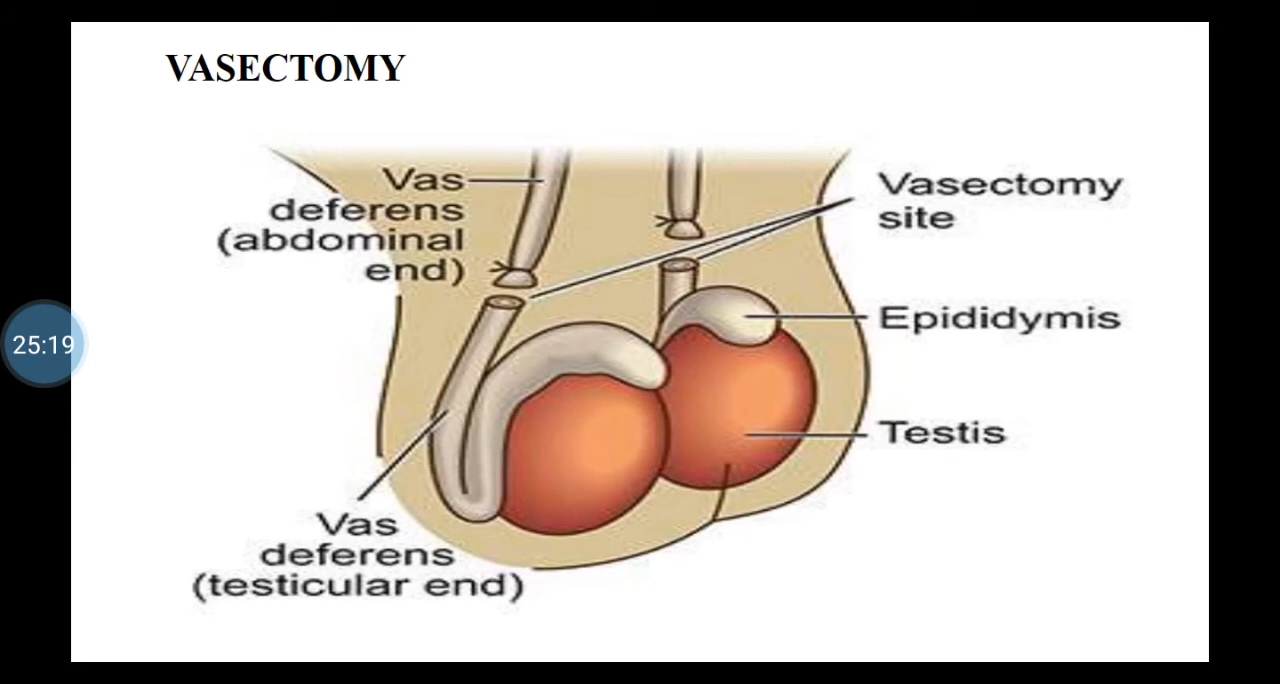 VASECTOMY
Vas
deferens
(abdominal
end)
Vasectomy
site
Epididymis
25:19
Testis
Vas
deferens
(testicular end)